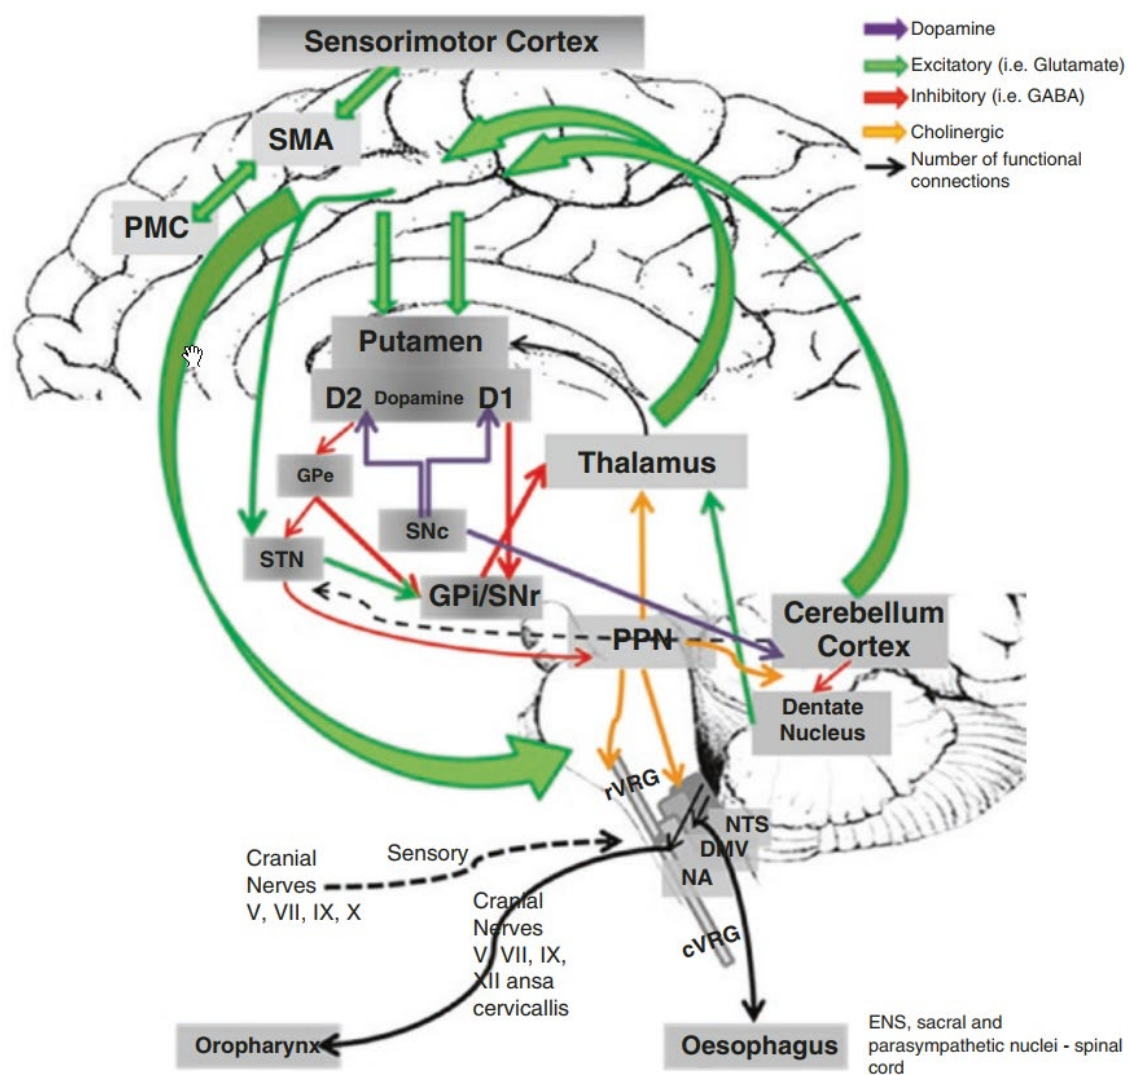 Sensorimotor Cortex
Dopamine
Excitatory (i.e. Glutamate)
Inhibitory (i.e. GABA)
Cholinergic
Number of functional
connections
SMA
PMC
Putamen
D2 Dopamine D1
GPe
Thalamus
SNc
STN
GPi/SNr
PPN
Cerebellum
Cortex
Dentate
Nucleus
rVRG
NTS
DMV
NA
cVRG
Cranial
Nerves
V, VII, IX, X
Sensory
Cranial
Nerves
V, VII, IX,
XII ansa
cervicallis
Oropharynx
Oesophagus
ENS, sacral and
parasympathetic nuclei - spinal
cord